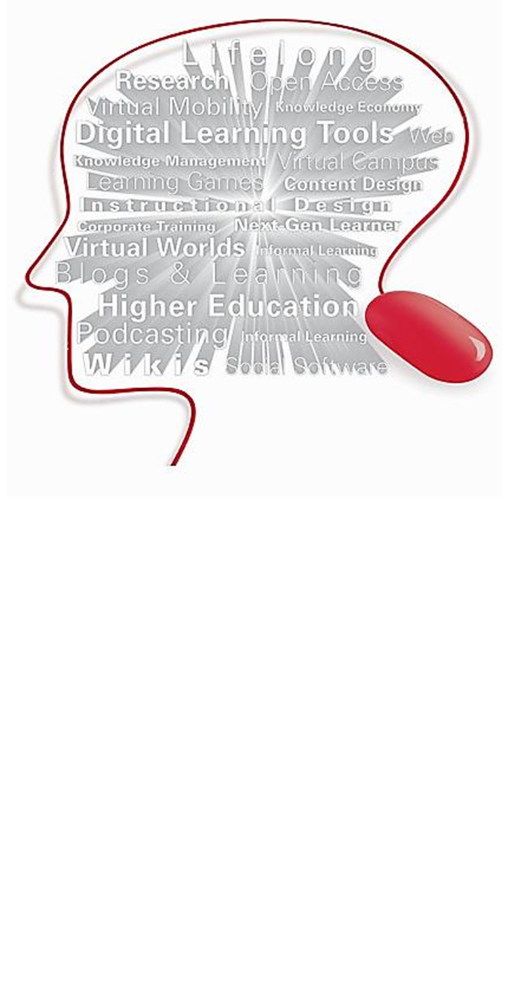 Lifelong
Research Open Access
Virtual Mobility Knowledge Economy
Digital Learning Tools Web
Knowledge Management Virtual Campus
Learning Games Content Design
Instructional Design
Corporate Training Next-Gen Learner
Virtual Worlds Informal Learning
Blogs & Learning
Higher Education
Podcasting Informal Learning
Wikis Social Software